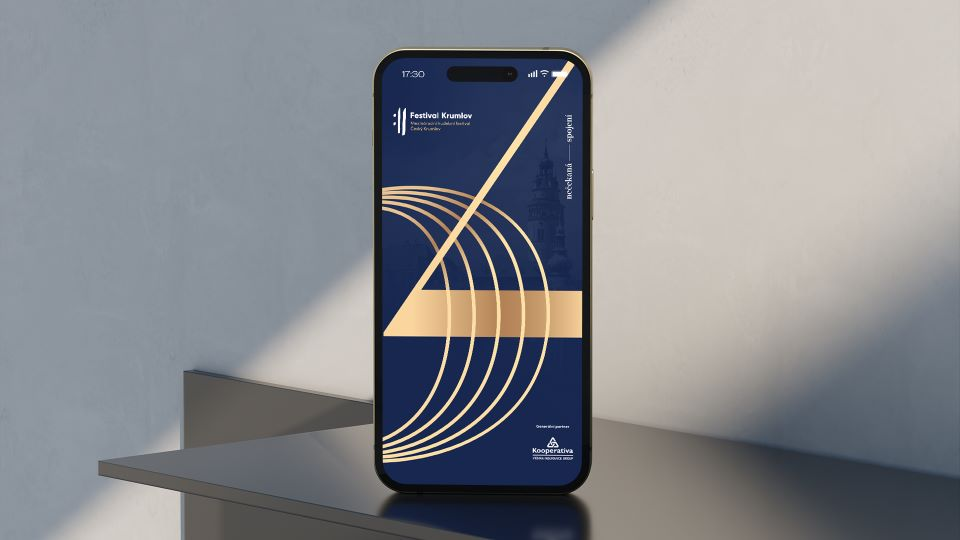 17:30
Festival Krumlov
Mezinárodní hudební festival
Český Krumlov
nečekaná — spojení
Generální partner
Kooperativa
VIENNA INSURANCE GROUP